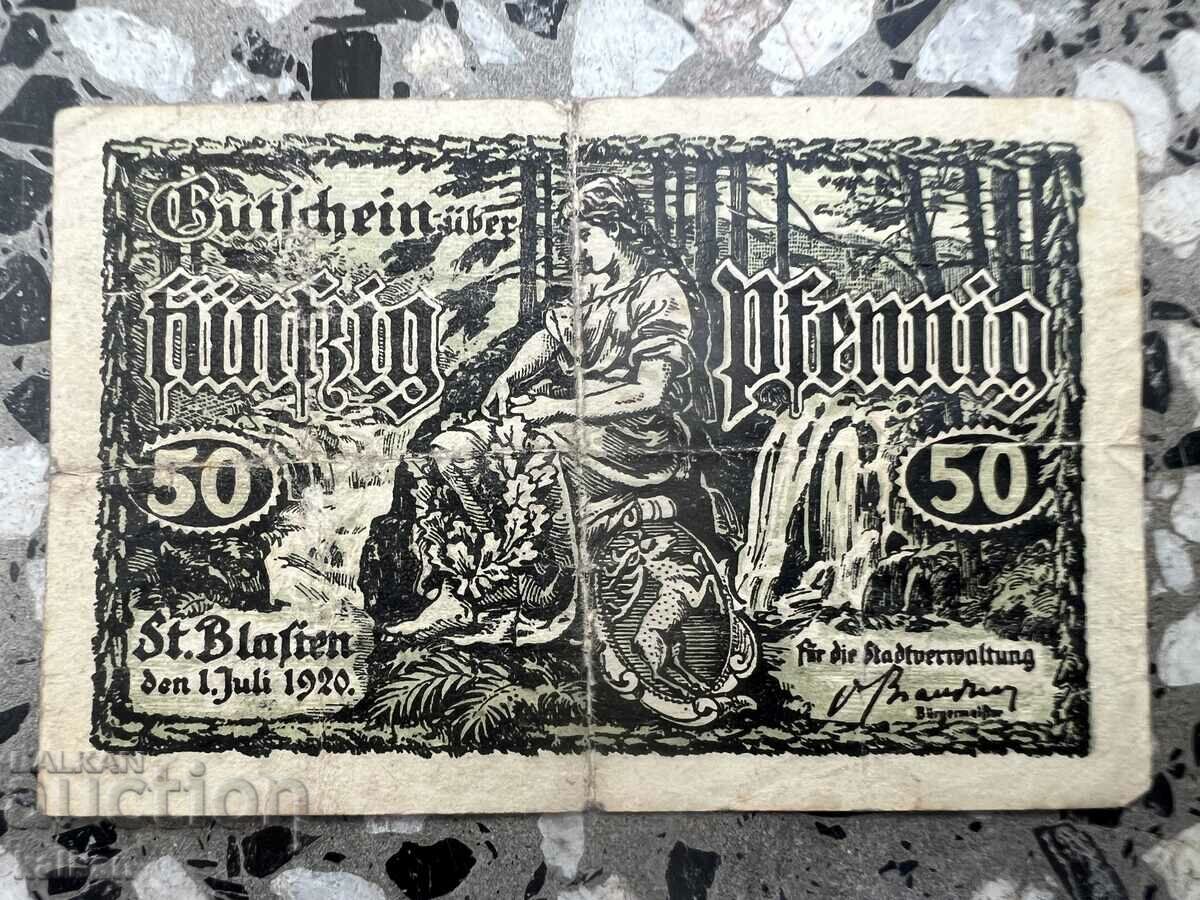 Gutschein über
fünfzig Pfennig
50 50
St. Blasien
den 1. Juli 1920.
Für die Stadtverwaltung
Bürgermeister
BALKAN
auction